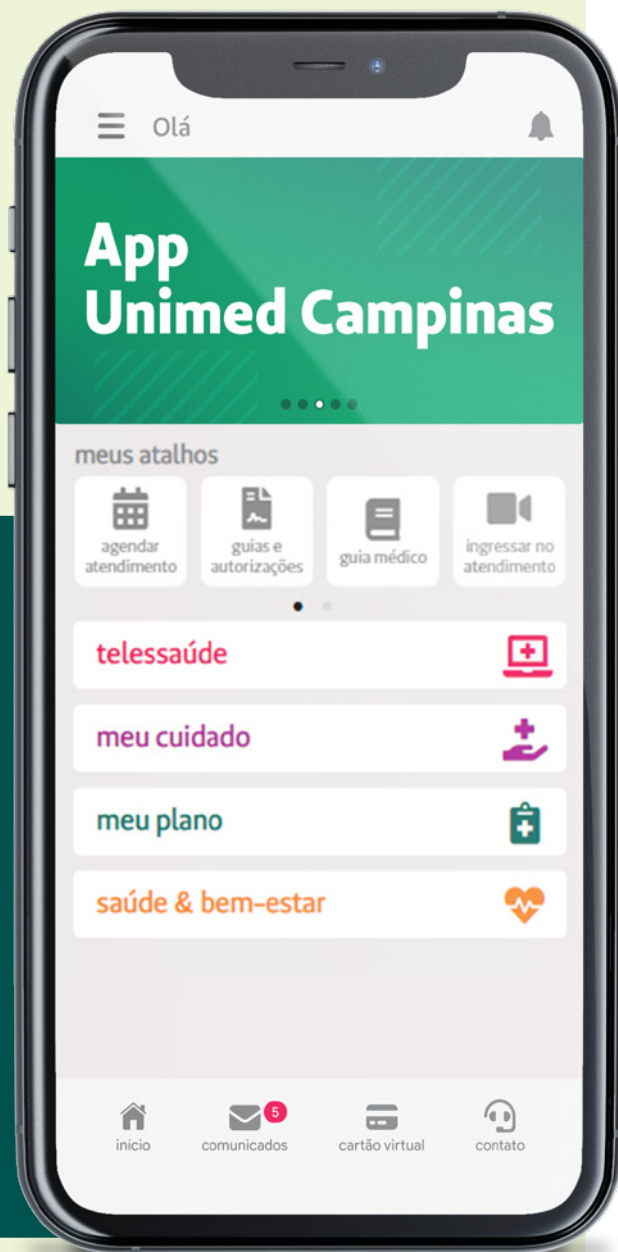 Olá
App
Unimed Campinas
meus atalhos
agendar
atendimento
guias e
autorizações
guia médico
ingressar no
atendimento
telessaúde
meu cuidado
meu plano
saúde & bem-estar
5
início
comunicados
cartão virtual
contato